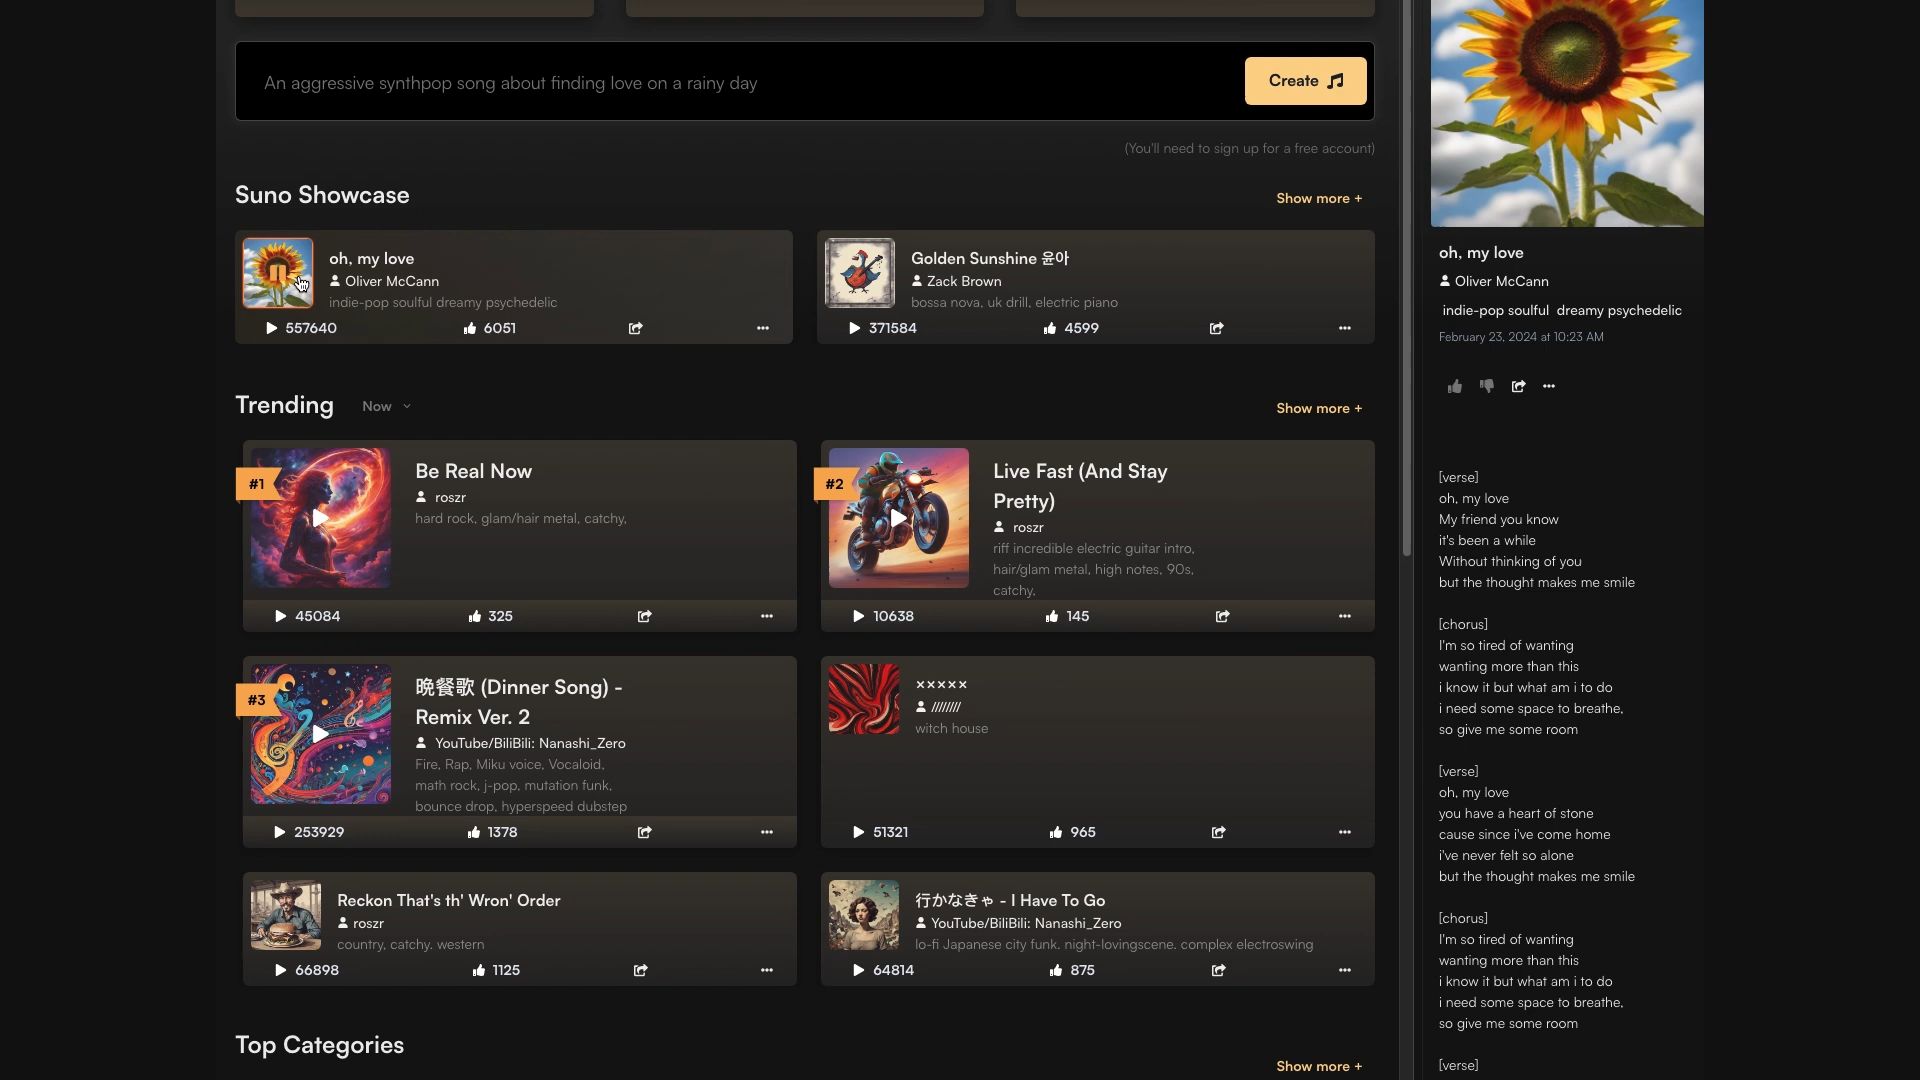 An aggressive synthpop song about finding love on a rainy day
Create
(You'll need to sign up for a free account)
Suno Showcase
Show more +
oh, my love
Oliver McCann
indie-pop soulful dreamy psychedelic
557640
6051
Golden Sunshine 윤아
Zack Brown
bossa nova, uk drill, electric piano
371584
4599
Trending
Now
Show more +
#1
Be Real Now
roszr
hard rock, glam/hair metal, catchy,
45084
325
#2
Live Fast (And Stay
Pretty)
roszr
riff incredible electric guitar intro,
hair/glam metal, high notes, 90s,
catchy,
10638
145
#3
晩餐歌 (Dinner Song) -
Remix Ver. 2
YouTube/BiliBili: Nanashi_Zero
Fire, Rap, Miku voice, Vocaloid,
math rock, j-pop, mutation funk,
bounce drop, hyperspeed dubstep
253929
1378
×××××
///////
witch house
51321
965
Reckon That's th' Wron' Order
roszr
country, catchy, western
66898
1125
行かなきゃ - I Have To Go
YouTube/BiliBili: Nanashi_Zero
lo-fi Japanese city funk, night-lovingscene, complex electroswing
64814
875
Top Categories
Show more +
oh, my love
Oliver McCann
indie-pop soulful dreamy psychedelic
February 23, 2024 at 10:23 AM
[verse]
oh, my love
My friend you know
it's been a while
Without thinking of you
but the thought makes me smile
[chorus]
I'm so tired of wanting
wanting more than this
i know it but what am i to do
i need some space to breathe,
so give me some room
[verse]
oh, my love
you have a heart of stone
cause since i've come home
i've never felt so alone
but the thought makes me smile
[chorus]
I'm so tired of wanting
wanting more than this
i know it but what am i to do
i need some space to breathe,
so give me some room
[verse]